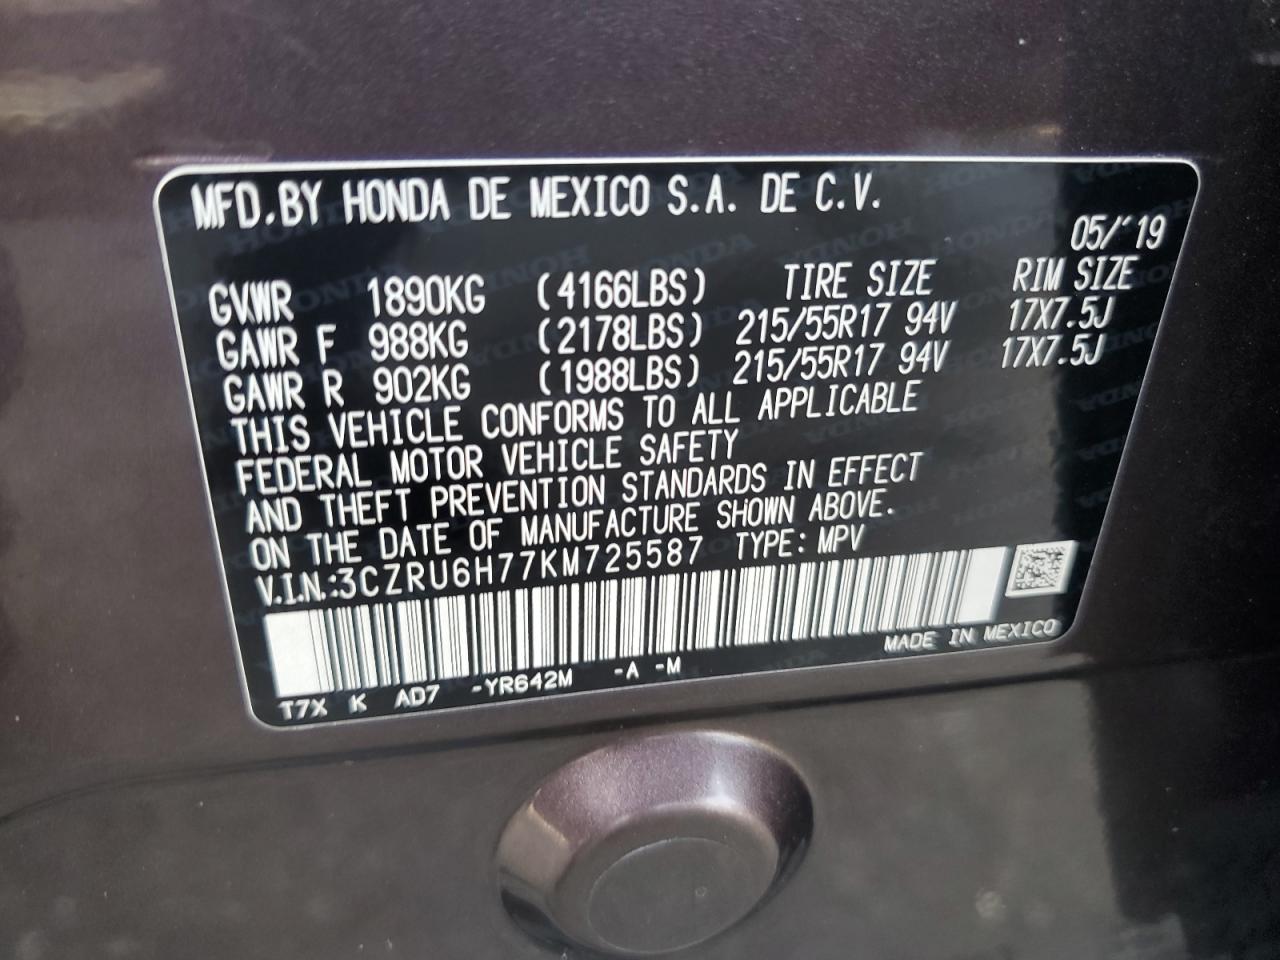 MFD. BY HONDA DE MEXICO S.A. DE C.V.
05/'19
GVWR 1890KG (4166LBS) TIRE SIZE RIM SIZE
GAWR F 988KG (2178LBS) 215/55R17 94V 17X7.5J
GAWR R 902KG (1988LBS) 215/55R17 94V 17X7.5J
THIS VEHICLE CONFORMS TO ALL APPLICABLE
FEDERAL MOTOR VEHICLE SAFETY
AND THEFT PREVENTION STANDARDS IN EFFECT
ON THE DATE OF MANUFACTURE SHOWN ABOVE.
V.I.N.:3CZRU6H77KM725587 TYPE: MPV
MADE IN MEXICO
T7X K AD7 -YR642M -A -M